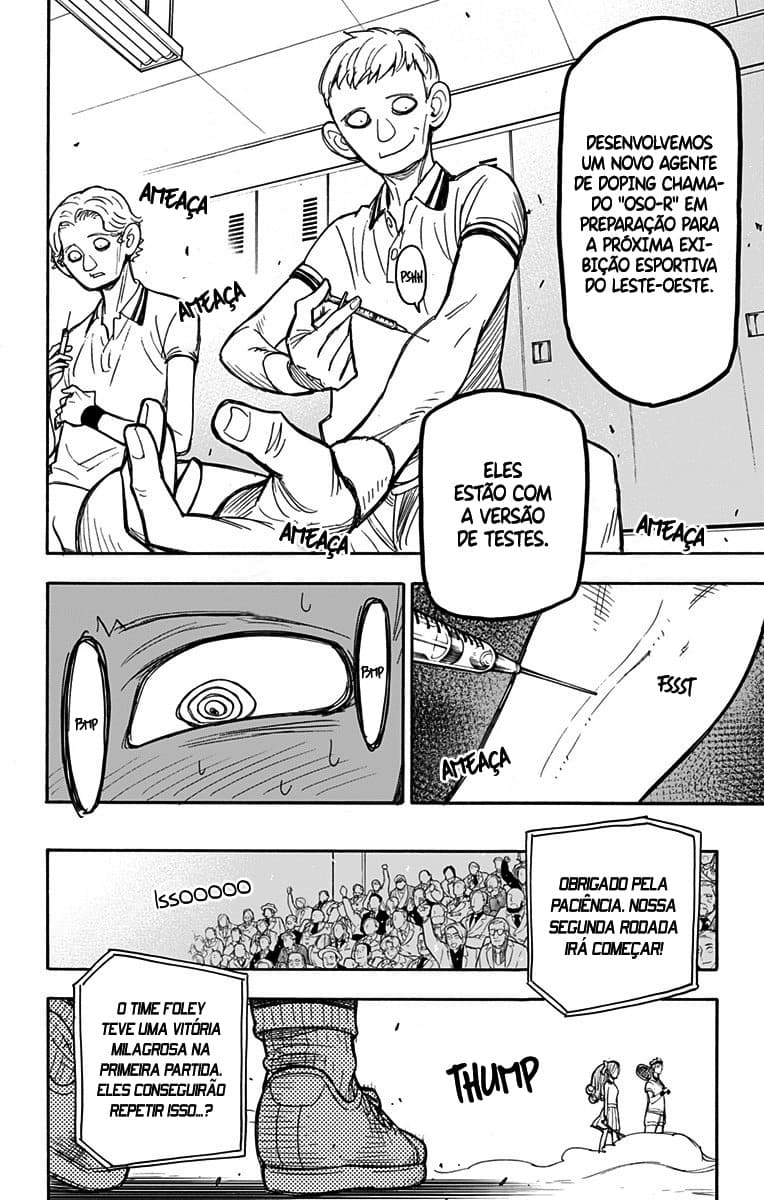 DESENVOLVEMOS
UM NOVO AGENTE
DE DOPING CHAMA-
DO "OSO-R" EM
PREPARAÇÃO PARA
A PRÓXIMA EXI-
BIÇÃO ESPORTIVA
DO LESTE-OESTE.
AMEAÇA
PSHH
AMEAÇA
ELES
ESTÃO COM
A VERSÃO
DE TESTES.
AMEAÇA
AMEAÇA
BMP
BMP
FSSST
AMEAÇA
ISSOOOOO
OBRIGADO PELA
PACIÊNCIA. NOSSA
SEGUNDA RODADA
IRÁ COMEÇAR!
O TIME FOLEY
TEVE UMA VITÓRIA
MILAGROSA NA
PRIMEIRA PARTIDA.
ELES CONSEGUIRÃO
REPETIR ISSO...?
THUMP